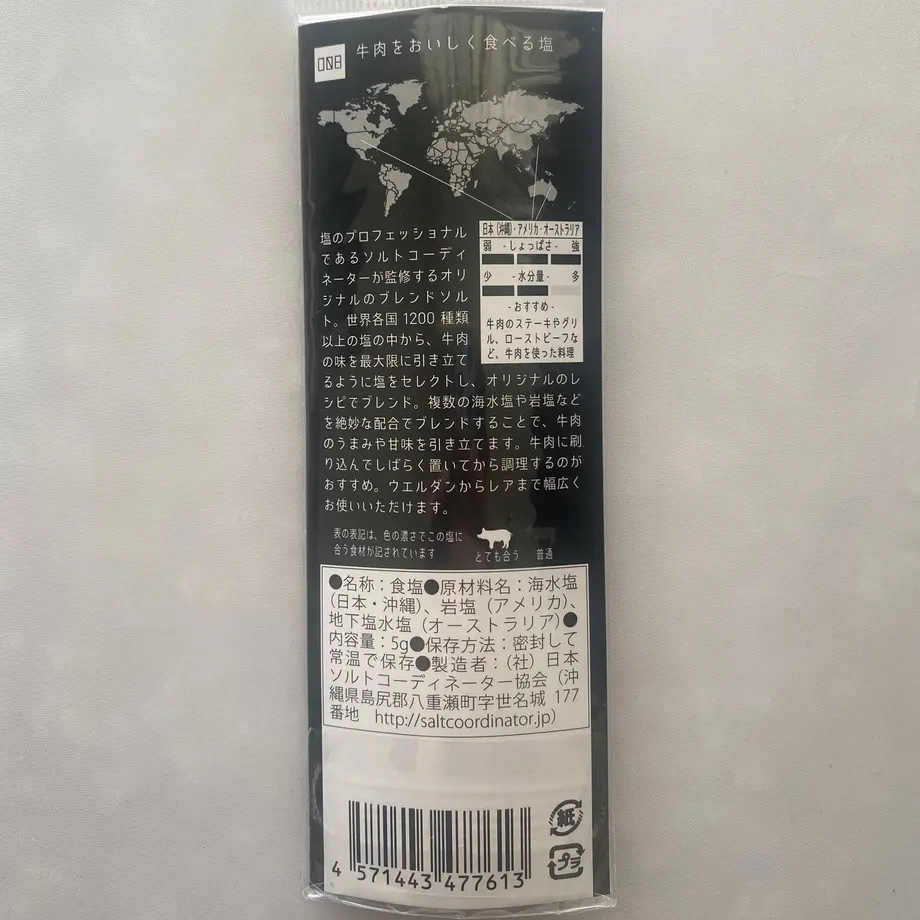 008
牛肉をおいしく食べる塩
日本(沖縄)・アメリカ・オーストラリア
弱 - しょっぱさ - 強
少 - 水分量 - 多
- おすすめ -
牛肉のステーキやグリ
ル、ローストビーフな
ど、牛肉を使った料理
塩のプロフェッショナル
であるソルトコーディ
ネーターが監修するオリ
ジナルのブレンドソル
ト。世界各国 1200 種類
以上の塩の中から、牛肉
の味を最大限に引き立て
るように塩をセレクトし、オリジナルのレ
シピでブレンド。複数の海水塩や岩塩など
を絶妙な配合でブレンドすることで、牛肉
のうまみや甘味を引き立てます。牛肉に刷
り込んでしばらく置いてから調理するのが
おすすめ。ウエルダンからレアまで幅広く
お使いいただけます。
表の表記は、色の濃さでこの塩に
合う食材が記されています
とても合う 普通
●名称：食塩●原材料名：海水塩
（日本・沖縄）、岩塩（アメリカ）、
地下塩水塩（オーストラリア）●
内容量：5g●保存方法：密封して
常温で保存●製造者：（社）日本
ソルトコーディネーター協会（沖
縄県島尻郡八重瀬町字世名城 177
番地 http://saltcoordinator.jp）
4 571443 477613
紙
プラ